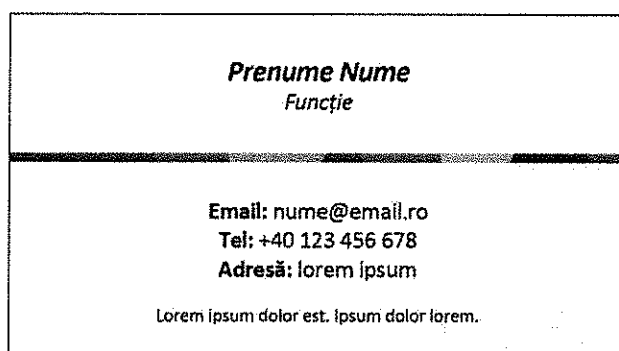 Prenume Nume
Funcție
Email: nume@email.ro
Tel: +40 123 456 678
Adresă: lorem ipsum
Lorem ipsum dolor est. Ipsum dolor lorem.